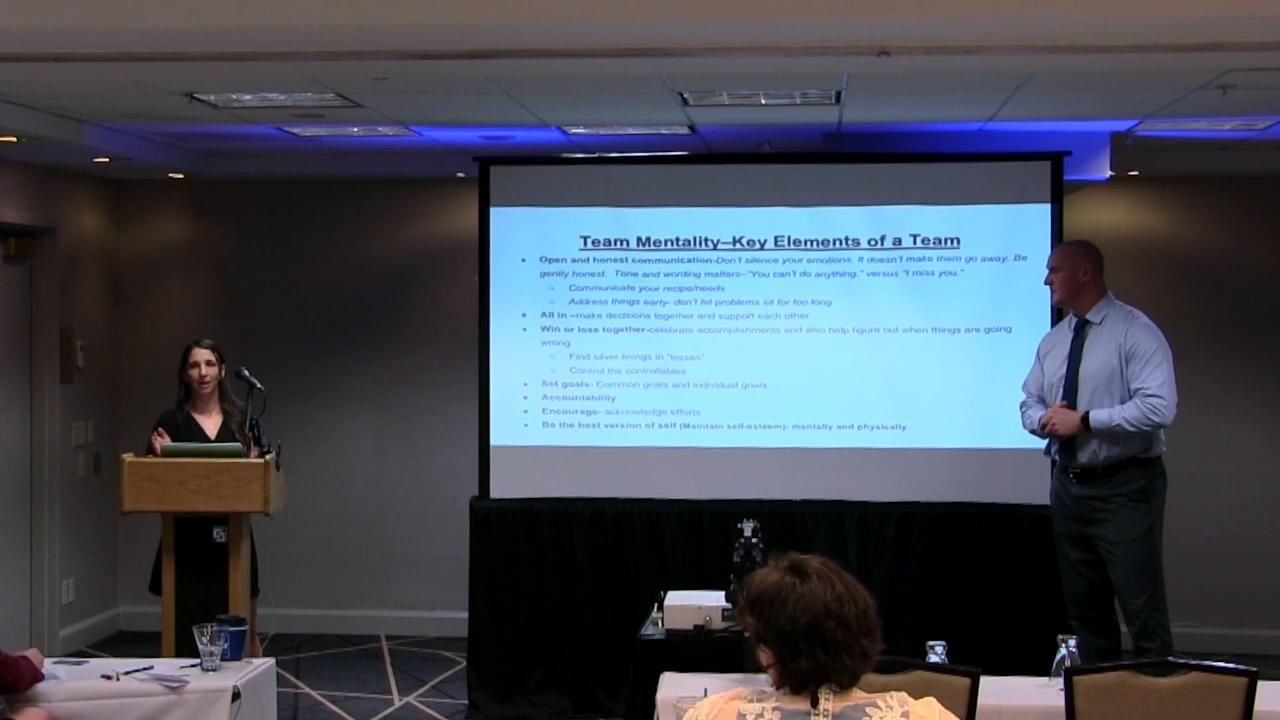 Team Mentality–Key Elements of a Team
Open and honest communication-Don't silence your emotions. It doesn't make them go away. Be
gently honest. Tone and wording matters–"You can't do anything." versus "I miss you."
Communicate your recipe/needs
Address things early- don't let problems sit for too long
All in –make decisions together and support each other
Win or lose together-celebrate accomplishments and also help figure out when things are going
wrong
Find silver linings in "losses"
Control the controllables
Set goals- Common goals and individual goals
Accountability
Encourage- acknowledge efforts
Be the best version of self (Maintain self-esteem)- mentally and physically